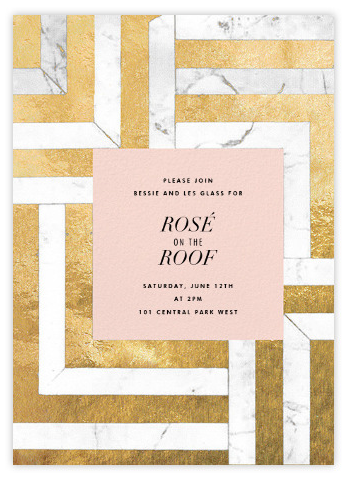 PLEASE JOIN
BESSIE AND LES GLASS FOR
ROSÉ
ON THE
ROOF
SATURDAY, JUNE 12TH
AT 2PM
101 CENTRAL PARK WEST